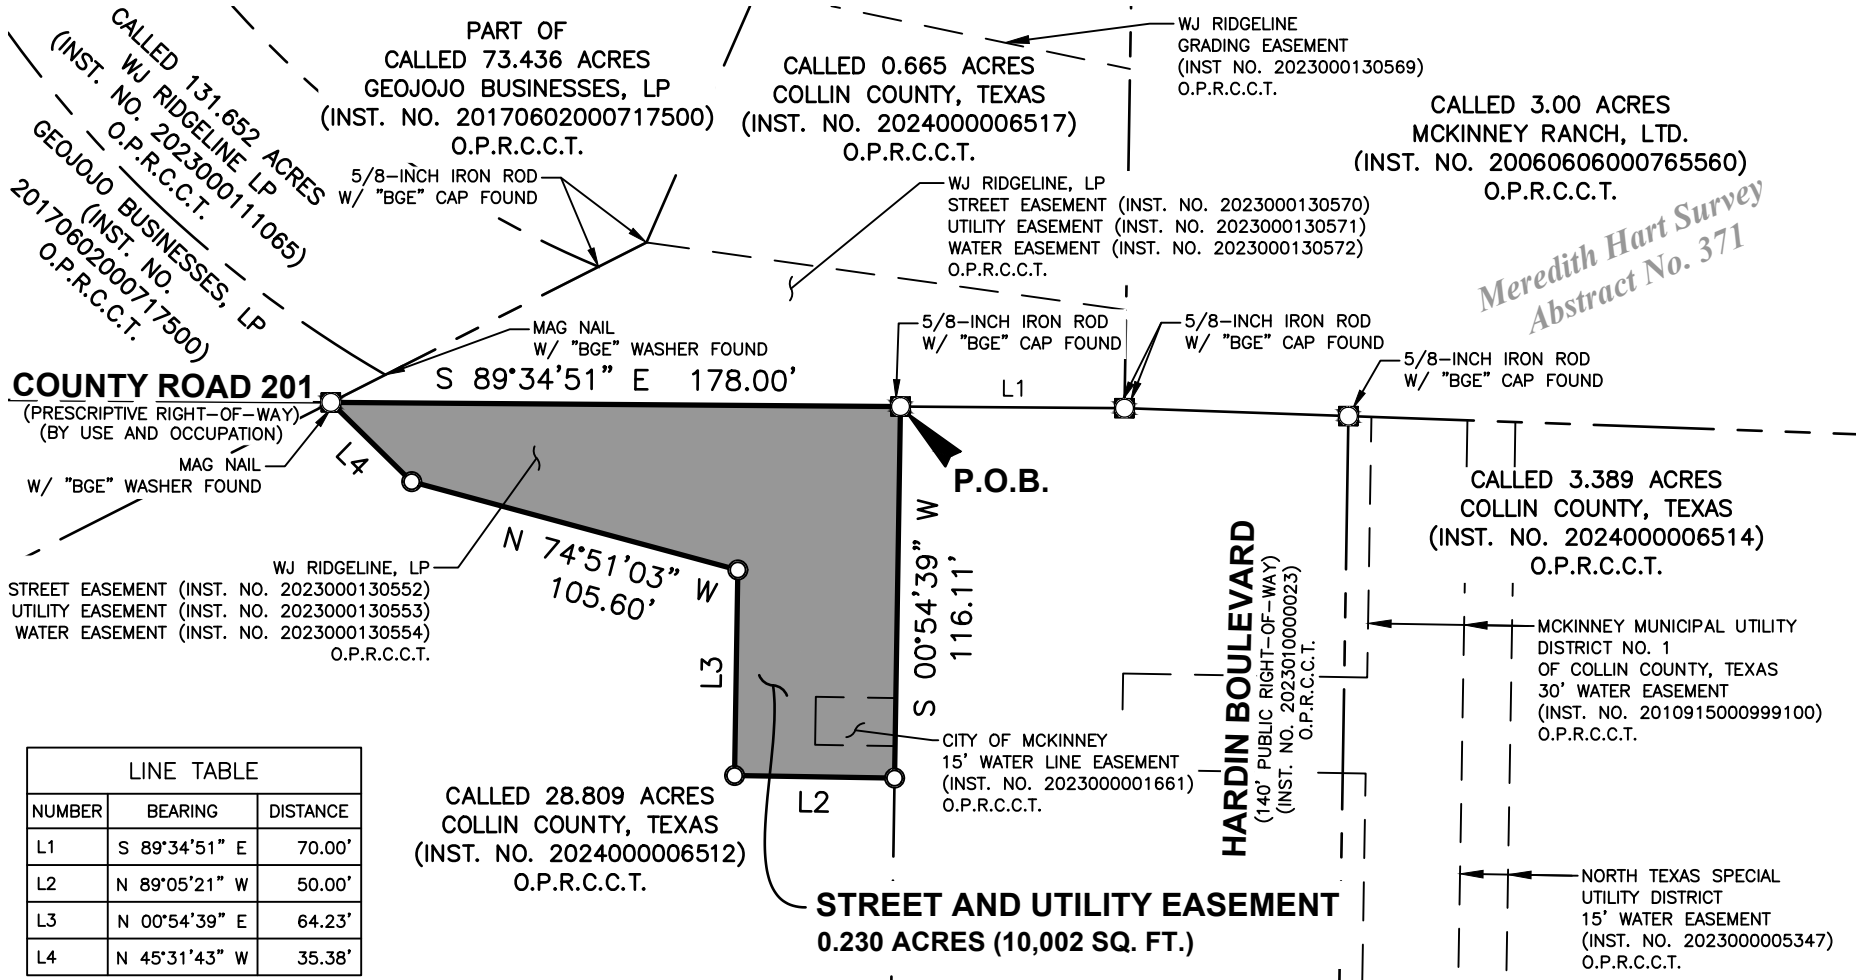 CALLED 131.652 ACRES
WJ RIDGELINE LP
(INST. NO. 2023000111065)
O.P.R.C.C.T.
GEOJOJO BUSINESSES, LP
(INST. NO.
20170602000717500)
O.P.R.C.C.T.
PART OF
CALLED 73.436 ACRES
GEOJOJO BUSINESSES, LP
(INST. NO. 20170602000717500)
O.P.R.C.C.T.
5/8-INCH IRON ROD
W/ "BGE" CAP FOUND
CALLED 0.665 ACRES
COLLIN COUNTY, TEXAS
(INST. NO. 2024000006517)
O.P.R.C.C.T.
WJ RIDGELINE
GRADING EASEMENT
(INST NO. 2023000130569)
O.P.R.C.C.T.
CALLED 3.00 ACRES
MCKINNEY RANCH, LTD.
(INST. NO. 20060606000765560)
O.P.R.C.C.T.
WJ RIDGELINE, LP
STREET EASEMENT (INST. NO. 2023000130570)
UTILITY EASEMENT (INST. NO. 2023000130571)
WATER EASEMENT (INST. NO. 2023000130572)
O.P.R.C.C.T.
Meredith Hart Survey
Abstract No. 371
MAG NAIL
W/ "BGE" WASHER FOUND
5/8-INCH IRON ROD
W/ "BGE" CAP FOUND
5/8-INCH IRON ROD
W/ "BGE" CAP FOUND
5/8-INCH IRON ROD
W/ "BGE" CAP FOUND
COUNTY ROAD 201
(PRESCRIPTIVE RIGHT-OF-WAY)
(BY USE AND OCCUPATION)
S 89°34'51" E 178.00'
L1
MAG NAIL
W/ "BGE" WASHER FOUND
L4
P.O.B.
N 74°51'03" W
105.60'
S 00°54'39" W
116.11'
CALLED 3.389 ACRES
COLLIN COUNTY, TEXAS
(INST. NO. 2024000006514)
O.P.R.C.C.T.
WJ RIDGELINE, LP
STREET EASEMENT (INST. NO. 2023000130552)
UTILITY EASEMENT (INST. NO. 2023000130553)
WATER EASEMENT (INST. NO. 2023000130554)
O.P.R.C.C.T.
L3
HARDIN BOULEVARD
(140' PUBLIC RIGHT-OF-WAY)
(INST. NO. 2023010000023)
O.P.R.C.C.T.
MCKINNEY MUNICIPAL UTILITY
DISTRICT NO. 1
OF COLLIN COUNTY, TEXAS
30' WATER EASEMENT
(INST. NO. 2010915000999100)
O.P.R.C.C.T.
CITY OF MCKINNEY
15' WATER LINE EASEMENT
(INST. NO. 2023000001661)
O.P.R.C.C.T.
L2
CALLED 28.809 ACRES
COLLIN COUNTY, TEXAS
(INST. NO. 2024000006512)
O.P.R.C.C.T.
LINE TABLE
NUMBER BEARING DISTANCE
L1 S 89°34'51" E 70.00'
L2 N 89°05'21" W 50.00'
L3 N 00°54'39" E 64.23'
L4 N 45°31'43" W 35.38'
STREET AND UTILITY EASEMENT
0.230 ACRES (10,002 SQ. FT.)
NORTH TEXAS SPECIAL
UTILITY DISTRICT
15' WATER EASEMENT
(INST. NO. 2023000005347)
O.P.R.C.C.T.